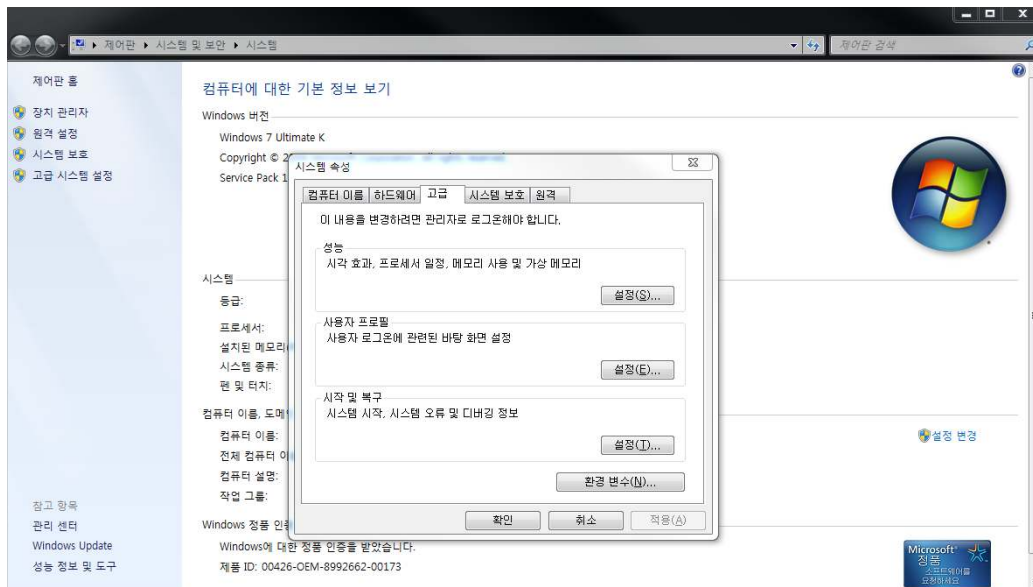 제어판 ▸ 시스템 및 보안 ▸ 시스템
제어판 검색
제어판 홈
장치 관리자
원격 설정
시스템 보호
고급 시스템 설정
참고 항목
관리 센터
Windows Update
성능 정보 및 도구
컴퓨터에 대한 기본 정보 보기
Windows 버전
Windows 7 Ultimate K
Copyright ©
Service Pack 1
시스템
등급:
프로세서:
설치된 메모리
시스템 종류:
펜 및 터치:
컴퓨터 이름, 도메
컴퓨터 이름:
전체 컴퓨터
컴퓨터 설명:
작업 그룹:
설정 변경
Windows 정품 인증
Windows에 대한 정품 인증을 받았습니다.
제품 ID: 00426-OEM-8992662-00173
Microsoft
정품
소프트웨어를
요청하세요
시스템 속성
컴퓨터 이름 하드웨어 고급 시스템 보호 원격
이 내용을 변경하려면 관리자로 로그온해야 합니다.
성능
시각 효과, 프로세서 일정, 메모리 사용 및 가상 메모리
설정(S)...
사용자 프로필
사용자 로그온에 관련된 바탕 화면 설정
설정(E)...
시작 및 복구
시스템 시작, 시스템 오류 및 디버깅 정보
설정(T)...
환경 변수(N)...
확인 취소 적용(A)